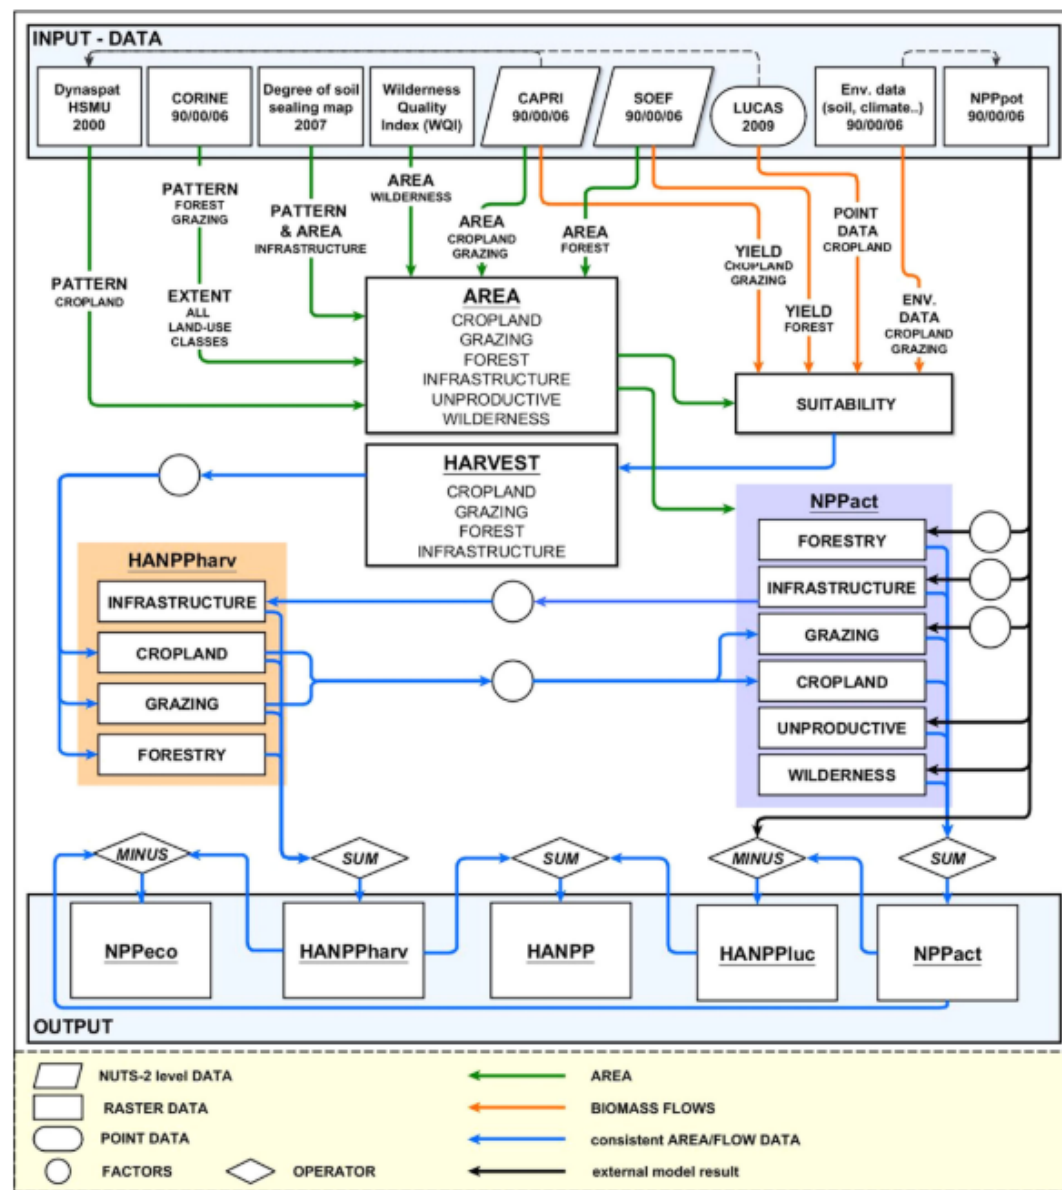 INPUT - DATA
Dynaspat
HSMU
2000
CORINE
90/00/06
Degree of soil
sealing map
2007
Wilderness
Quality
Index (WQI)
CAPRI
90/00/06
SOEF
90/00/06
LUCAS
2009
Env. data
(soil, climate..)
90/00/06
NPPpot
90/00/06
PATTERN
CROPLAND
PATTERN
FOREST
GRAZING
EXTENT
ALL
LAND-USE
CLASSES
PATTERN
& AREA
INFRASTRUCTURE
AREA
WILDERNESS
AREA
CROPLAND
GRAZING
AREA
FOREST
YIELD
CROPLAND
GRAZING
YIELD
FOREST
POINT
DATA
CROPLAND
ENV.
DATA
CROPLAND
GRAZING
AREA
CROPLAND
GRAZING
FOREST
INFRASTRUCTURE
UNPRODUCTIVE
WILDERNESS
SUITABILITY
HARVEST
CROPLAND
GRAZING
FOREST
INFRASTRUCTURE
HANPPharv
INFRASTRUCTURE
CROPLAND
GRAZING
FORESTRY
NPPact
FORESTRY
INFRASTRUCTURE
GRAZING
CROPLAND
UNPRODUCTIVE
WILDERNESS
MINUS
SUM
SUM
MINUS
SUM
NPPeco
HANPPharv
HANPP
HANPPluc
NPPact
OUTPUT
NUTS-2 level DATA
RASTER DATA
POINT DATA
FACTORS
OPERATOR
AREA
BIOMASS FLOWS
consistent AREA/FLOW DATA
external model result